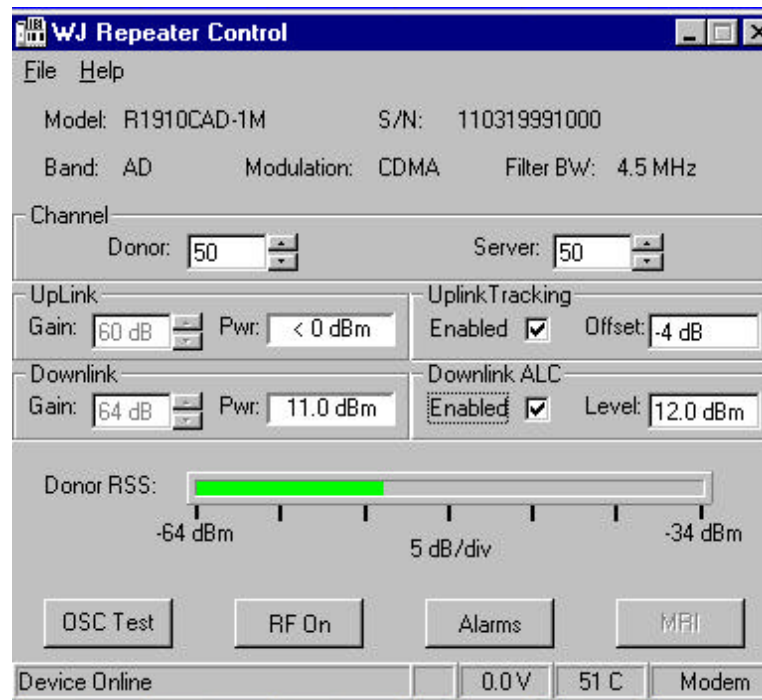 WJ Repeater Control
File Help
Model: R1910CAD-1M S/N: 110319991000
Band: AD Modulation: CDMA Filter BW: 4.5 MHz
Channel
Donor: 50 Server: 50
UpLink UplinkTracking
Gain: 60 dB Pwr: < 0 dBm Enabled Offset: -4 dB
Downlink Downlink ALC
Gain: 64 dB Pwr: 11.0 dBm Enabled Level: 12.0 dBm
Donor RSS:
-64 dBm -34 dBm
5 dB/div
OSC Test RF On Alarms MRI
Device Online 0.0 V 51 C Modem